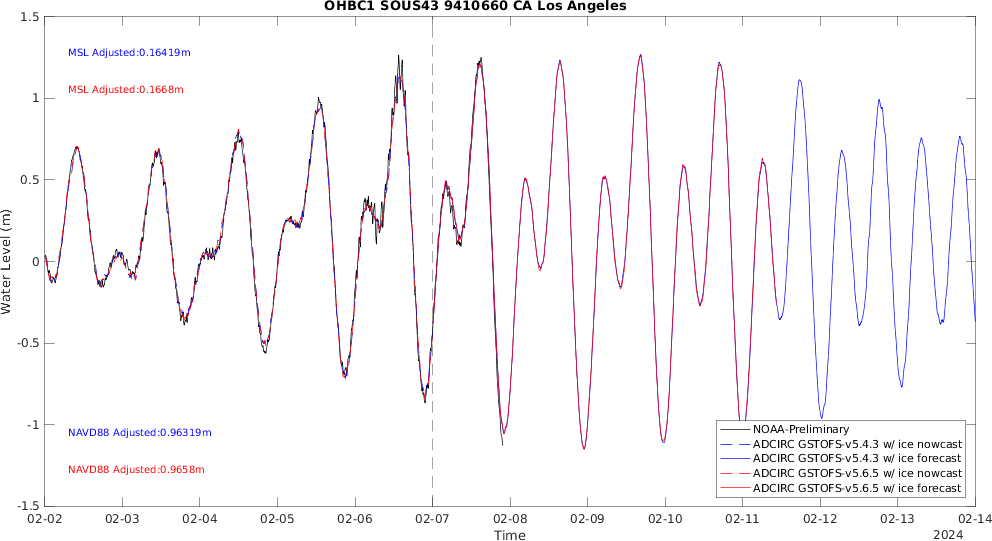 OHBC1 SOUS43 9410660 CA Los Angeles
1.5
1
0.5
0
-0.5
-1
-1.5
Water Level (m)
MSL Adjusted:0.16419m
MSL Adjusted:0.1668m
NAVD88 Adjusted:0.96319m
NAVD88 Adjusted:0.9658m
NOAA-Preliminary
ADCIRC GSTOFS-v5.4.3 w/ ice nowcast
ADCIRC GSTOFS-v5.4.3 w/ ice forecast
ADCIRC GSTOFS-v5.6.5 w/ ice nowcast
ADCIRC GSTOFS-v5.6.5 w/ ice forecast
02-02 02-03 02-04 02-05 02-06 02-07 02-08 02-09 02-10 02-11 02-12 02-13 02-14
Time
2024